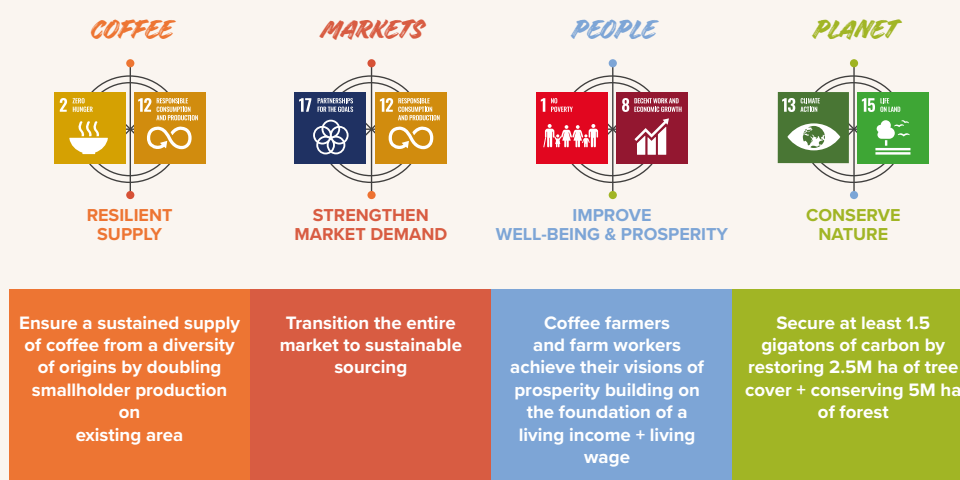 COFFEE
MARKETS
PEOPLE
PLANET
2 ZERO
HUNGER
12 RESPONSIBLE
CONSUMPTION
AND PRODUCTION
17 PARTNERSHIPS
FOR THE GOALS
12 RESPONSIBLE
CONSUMPTION
AND PRODUCTION
1 NO
POVERTY
8 DECENT WORK AND
ECONOMIC GROWTH
13 CLIMATE
ACTION
15 LIFE
ON LAND
RESILIENT
SUPPLY
STRENGTHEN
MARKET DEMAND
IMPROVE
WELL-BEING & PROSPERITY
CONSERVE
NATURE
Ensure a sustained supply
of coffee from a diversity
of origins by doubling
smallholder production
on
existing area
Transition the entire
market to sustainable
sourcing
Coffee farmers
and farm workers
achieve their visions of
prosperity building on
the foundation of a
living income + living
wage
Secure at least 1.5
gigatons of carbon by
restoring 2.5M ha of tree
cover + conserving 5M ha
of forest